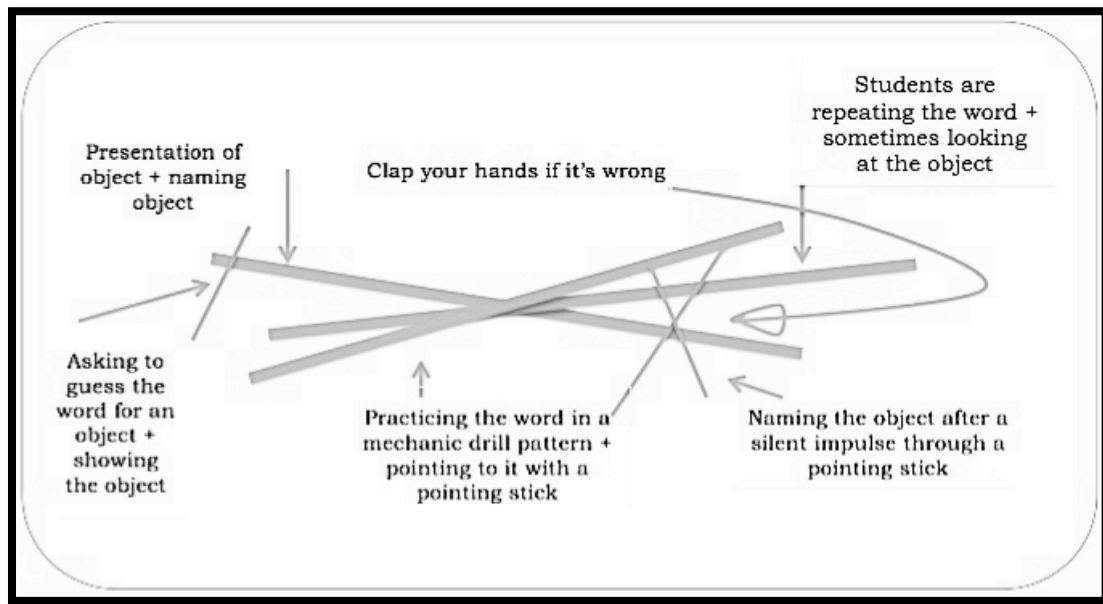 Presentation of
object + naming
object
Clap your hands if it's wrong
Students are
repeating the word +
sometimes looking
at the object
Asking to
guess the
word for an
object +
showing
the object
Practicing the word in a
mechanic drill pattern +
pointing to it with a
pointing stick
Naming the object after a
silent impulse through a
pointing stick